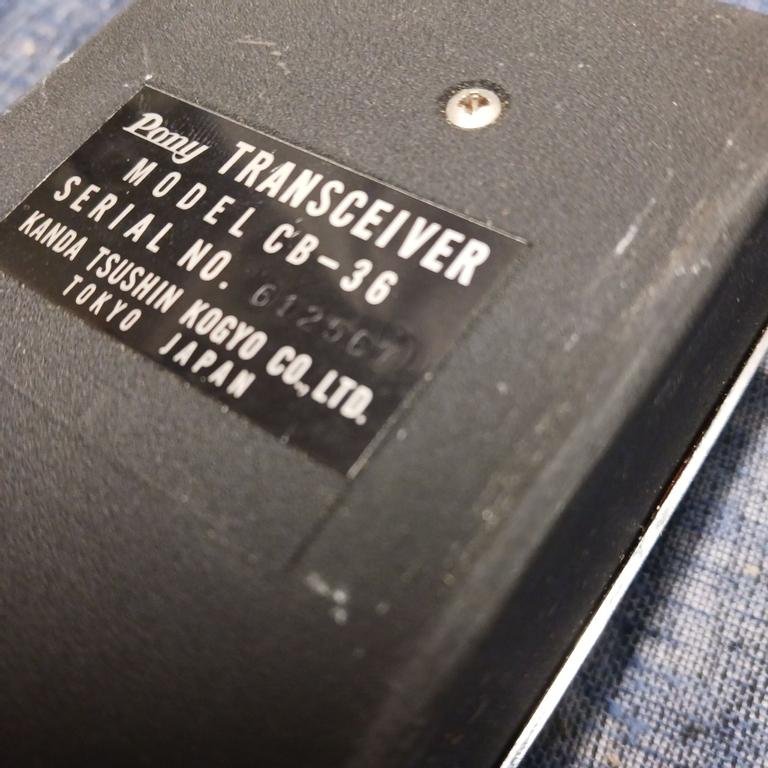 Pony TRANSCEIVER
MODEL CB-36
SERIAL NO.
KANDA TSUSHIN KOGYO CO.,LTD.
TOKYO JAPAN